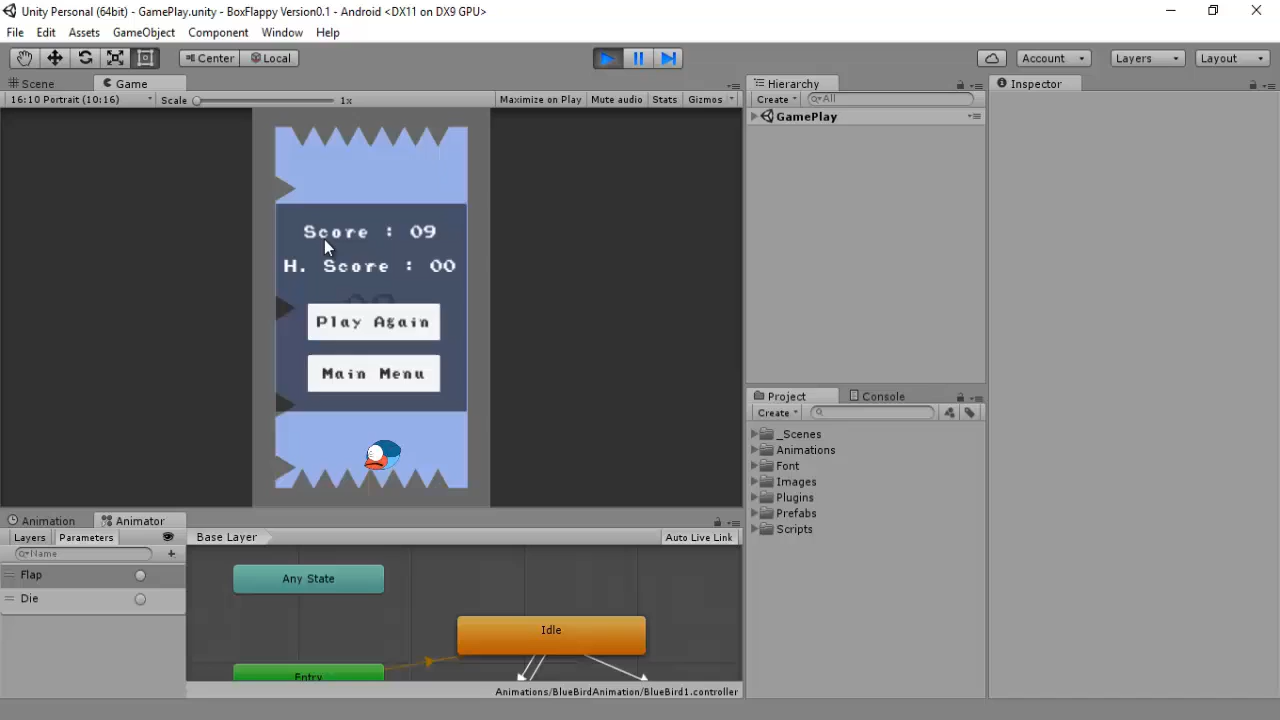 Unity Personal (64bit) - GamePlay.unity - BoxFlappy Version0.1 - Android <DX11 on DX9 GPU>
File Edit Assets GameObject Component Window Help
Center Local Account Layers Layout
Scene Game Hierarchy Inspector
16:10 Portrait (10:16) Scale 1x Maximize on Play Mute audio Stats Gizmos Create All
GamePlay
Score : 09
H. Score : 00
09
Play Again
Main Menu
Project Console
Create
_Scenes
Animations
Font
Images
Plugins
Prefabs
Scripts
Animation Animator
Layers Parameters Base Layer Auto Live Link
Name
Flap
Die
Any State
Idle
Entry
Animations/BlueBirdAnimation/BlueBird1.controller